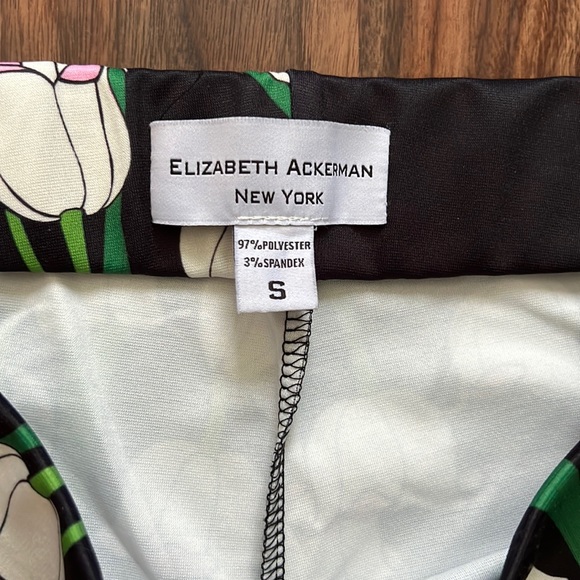 ELIZABETH ACKERMAN
NEW YORK
97%POLYESTER
3%SPANDEX
S